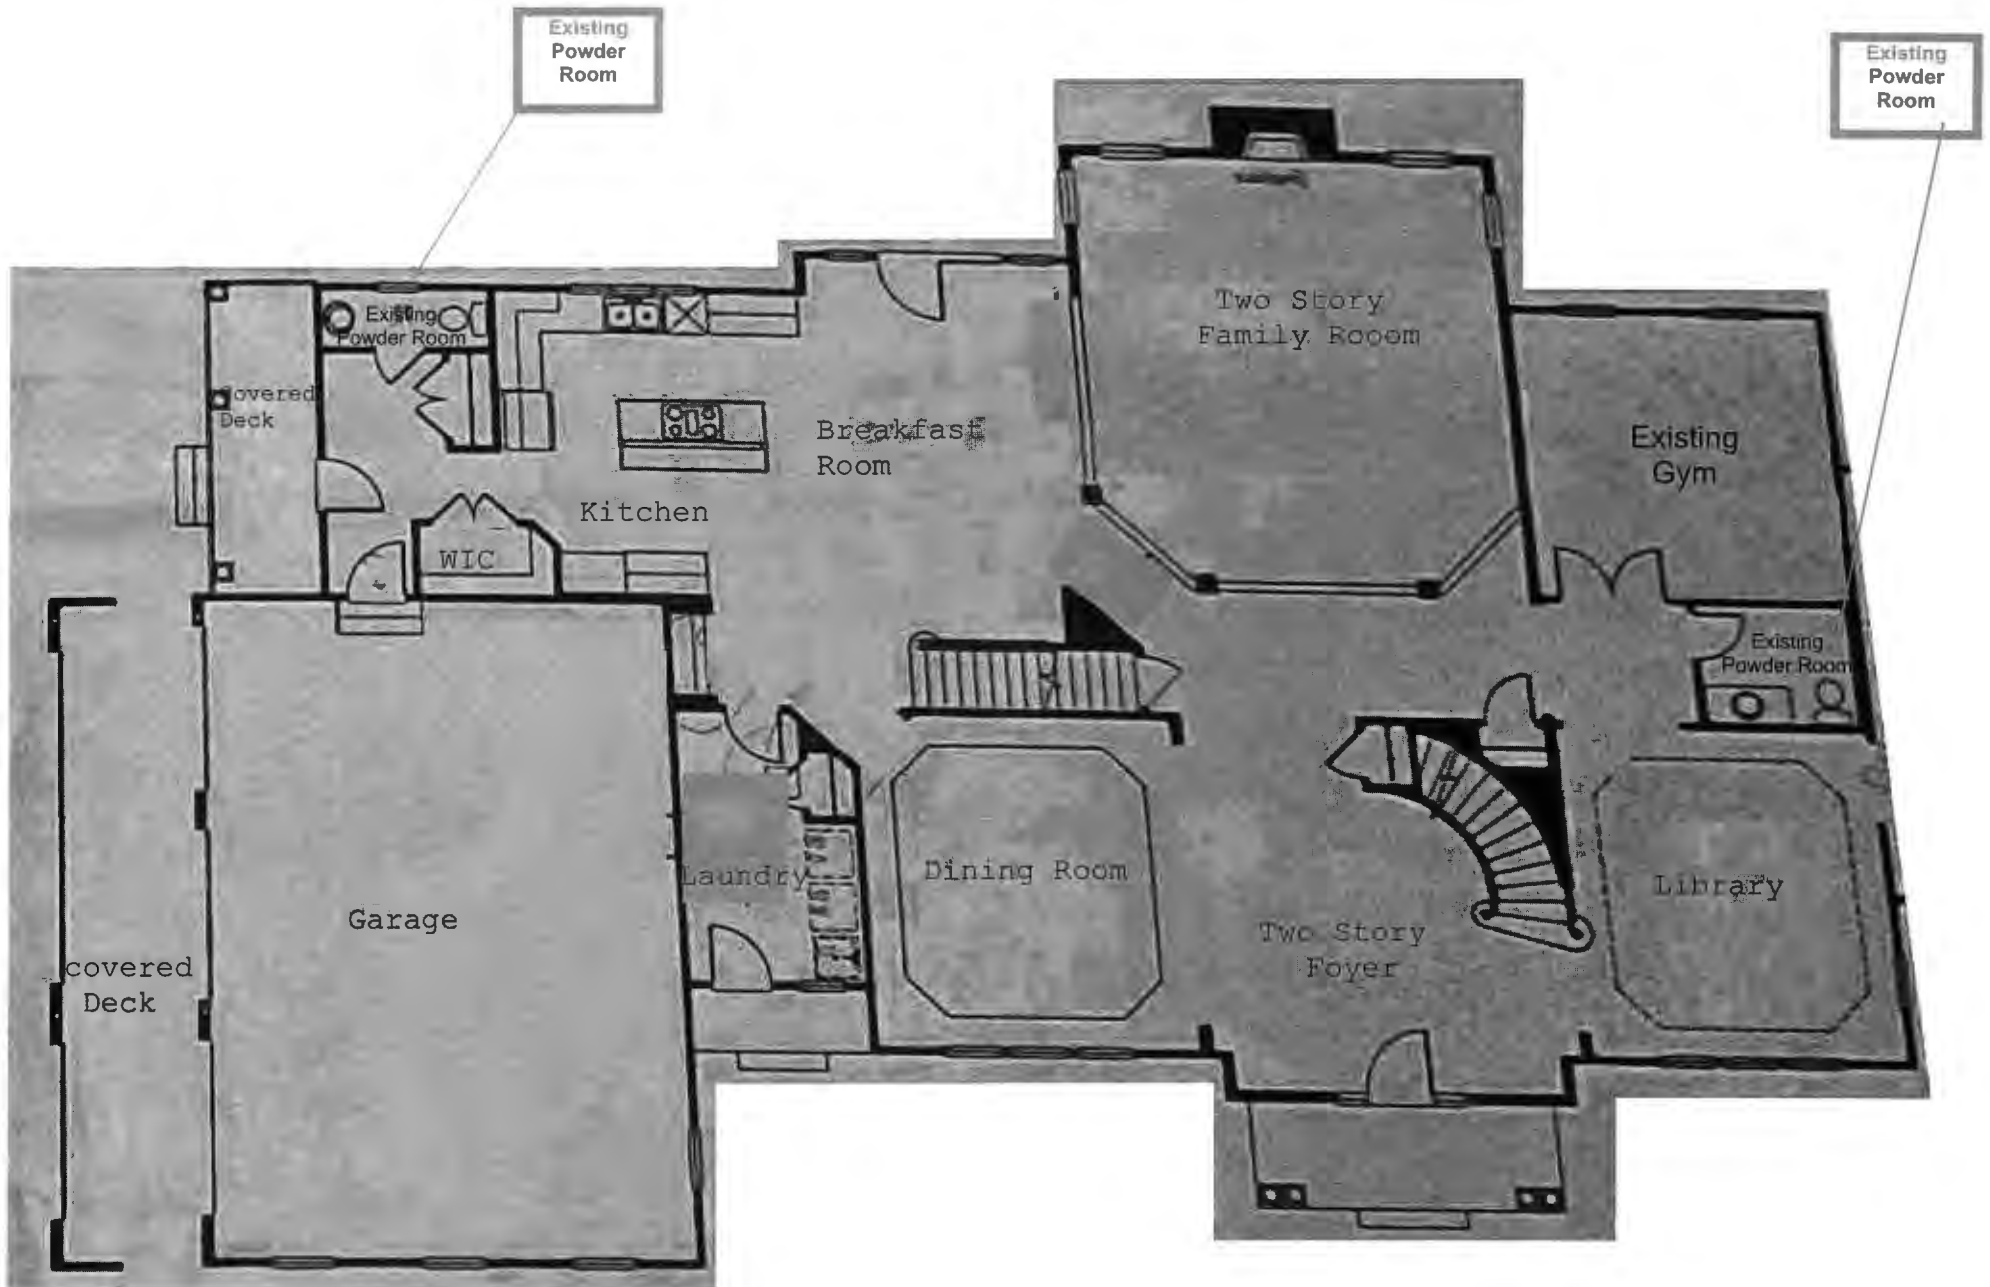 Existing
Powder
Room
Existing
Powder
Room
Existing
Powder Room
Two Story
Family Rooom
covered
Deck
Breakfast
Room
Existing
Gym
Kitchen
WIC
Existing
Powder Room
Laundry
Dining Room
Library
Garage
Two Story
Foyer
covered
Deck